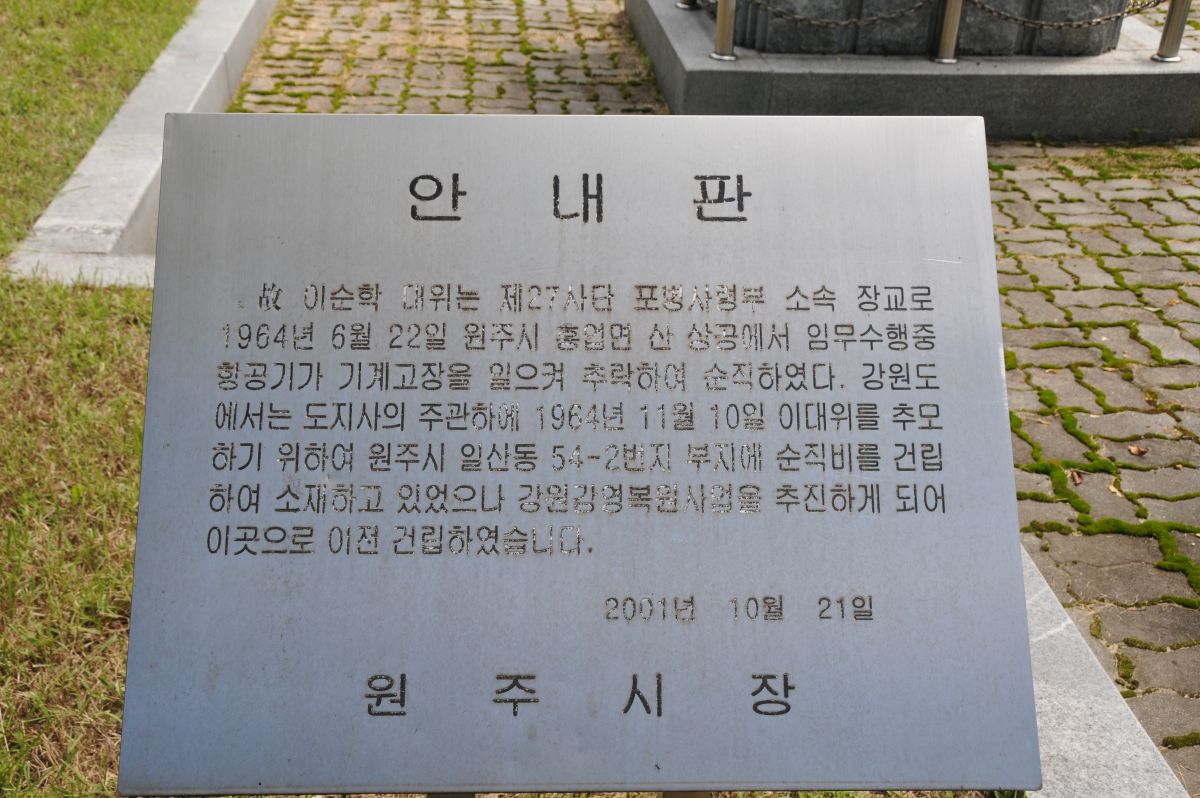 안 내 판
故 이순학 대위는 제27사단 포병사령부 소속 장교로
1964년 6월 22일 원주시 흥업면 산 상공에서 임무수행중
항공기가 기계고장을 일으켜 추락하여 순직하였다. 강원도
에서는 도지사의 주관하에 1964년 11월 10일 이대위를 추모
하기 위하여 원주시 일산동 54-2번지 부지에 순직비를 건립
하여 소재하고 있었으나 강원감영복원사업을 추진하게 되어
이곳으로 이전 건립하였습니다.
2001년 10월 21일
원 주 시 장